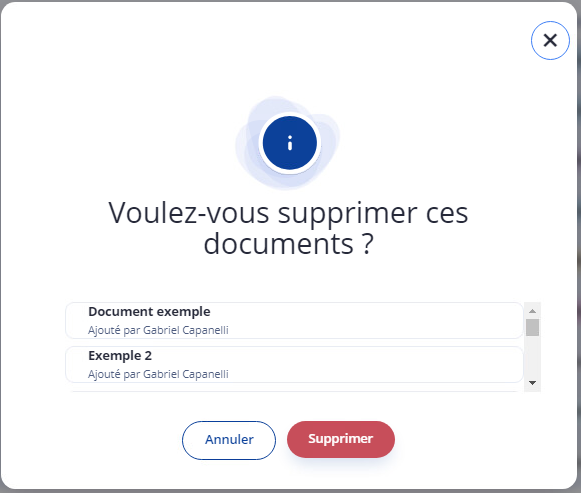 Voulez-vous supprimer ces
documents ?
Document exemple
Ajouté par Gabriel Capanelli
Exemple 2
Ajouté par Gabriel Capanelli
Annuler
Supprimer